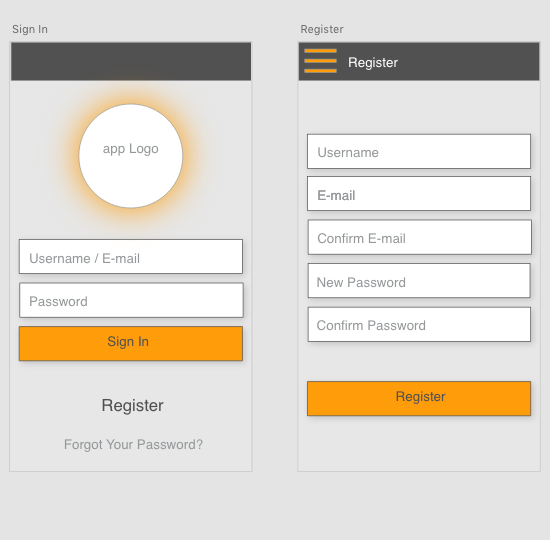 Sign In
app Logo
Username / E-mail
Password
Sign In
Register
Forgot Your Password?
Register
Register
Username
E-mail
Confirm E-mail
New Password
Confirm Password
Register